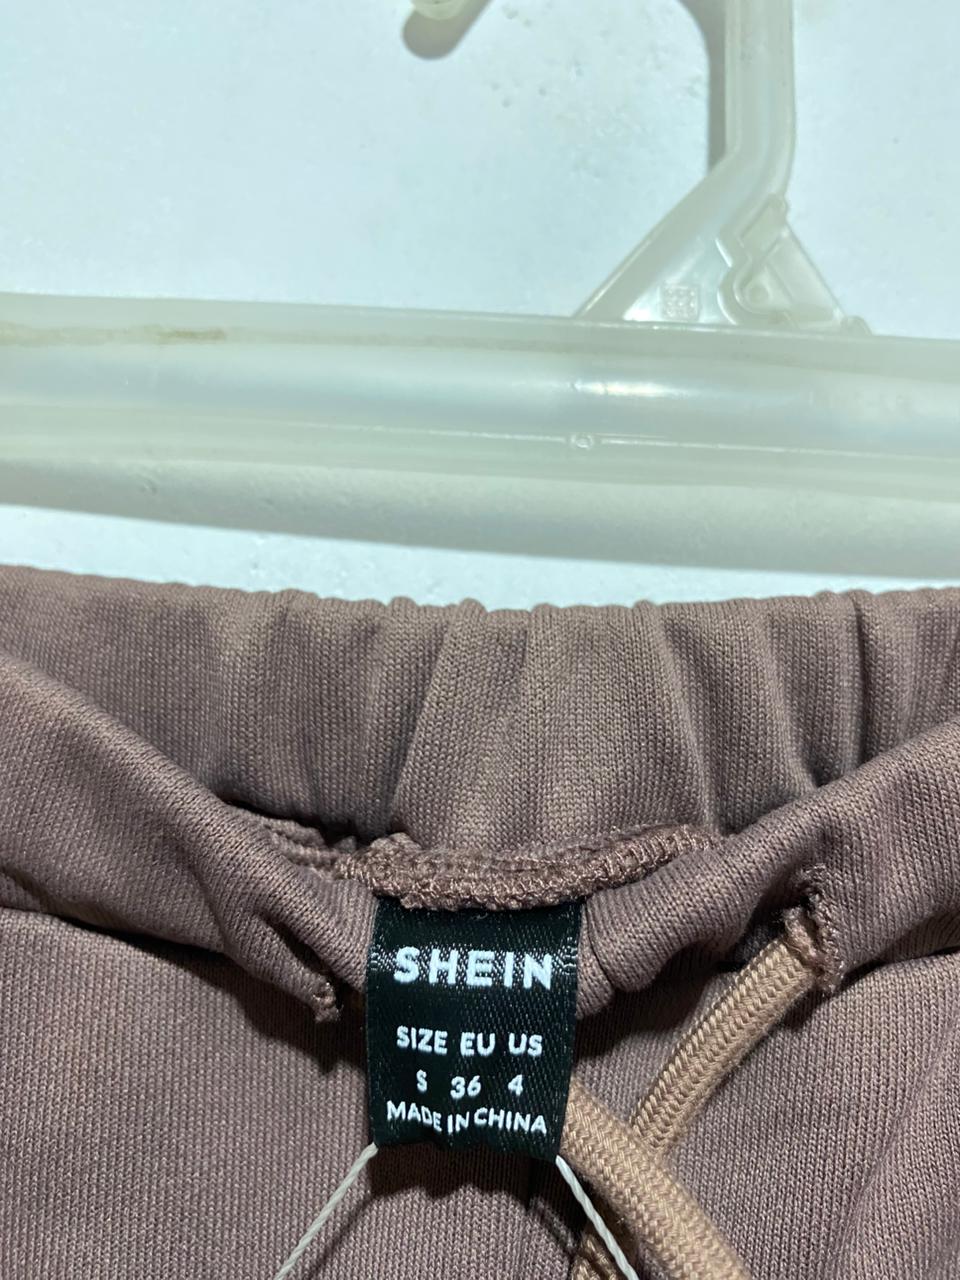 SHEIN
SIZE EU US
S 36 4
MADE IN CHINA